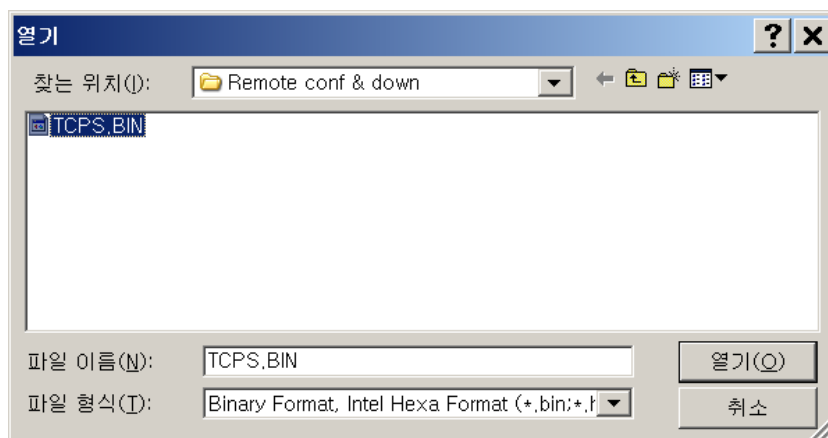 열기
찾는 위치(I):
Remote conf & down
TCPS,BIN
파일 이름(N):
TCPS,BIN
열기(O)
파일 형식(T):
Binary Format, Intel Hexa Format (*,bin;*,h
취소